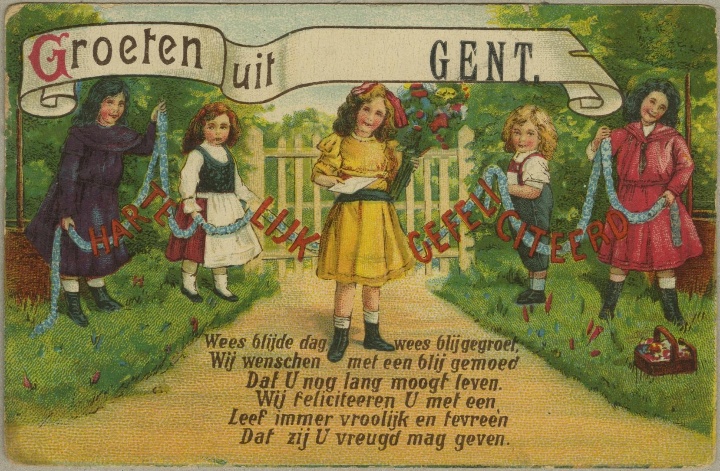 Groeten uit GENT.
HARTELIJK GEFELICITEERD
Wees blijde dag wees blijgegroet,
Wij wenschen met een blij gemoed
Dat U nog lang moogt leven.
Wij feliciteeren U met een,
Leef immer vroolijk en tevreên
Dat zij U vreugd mag geven.